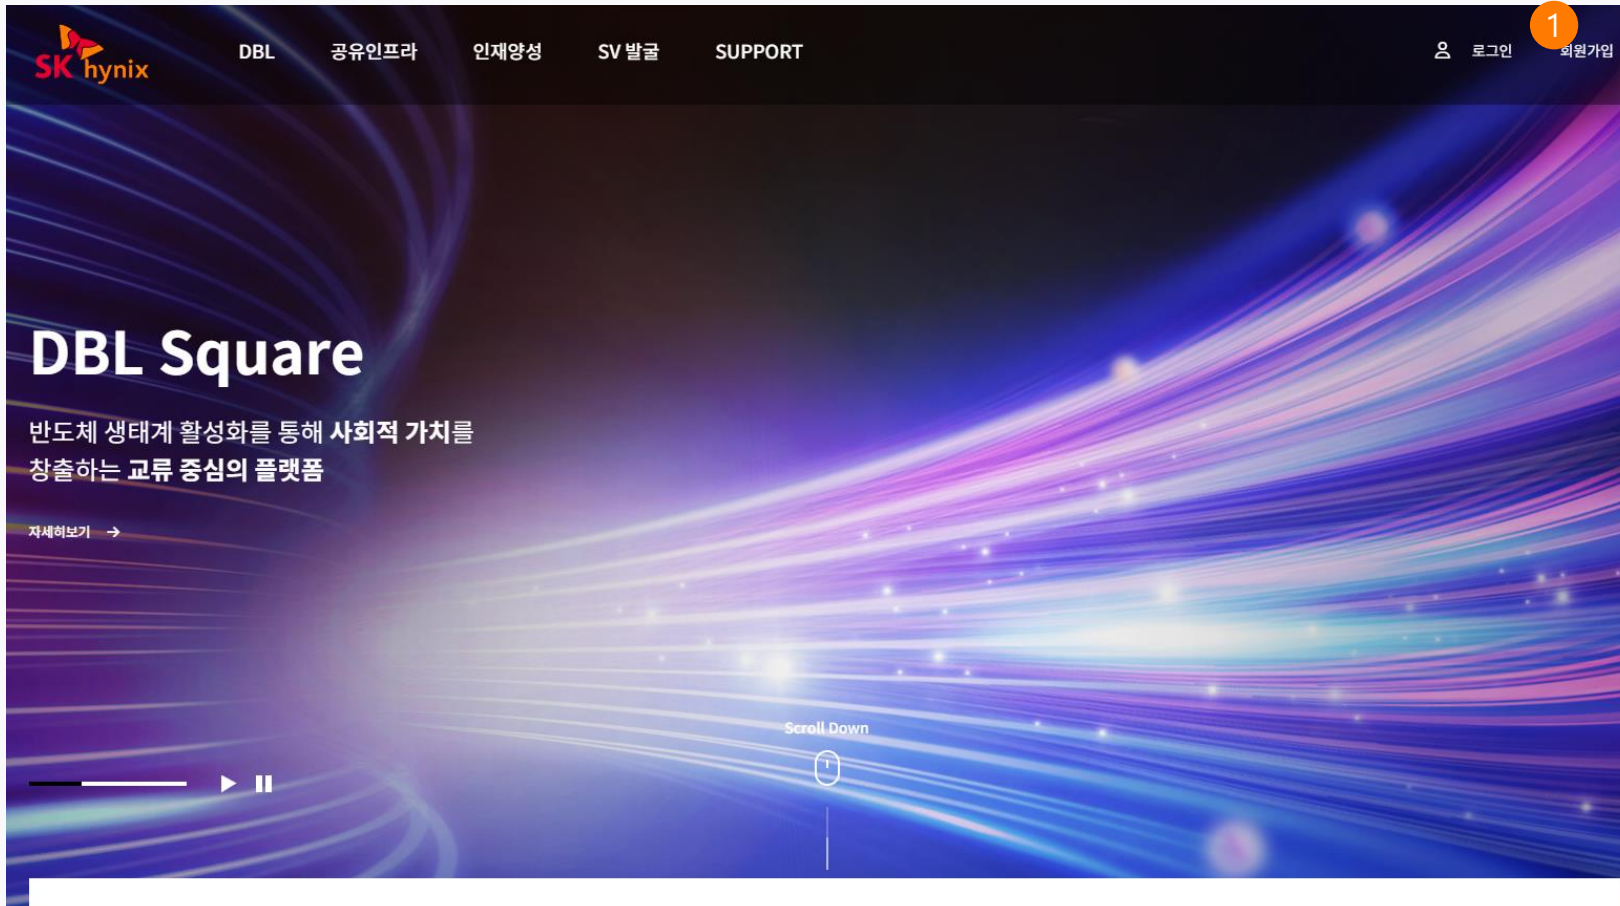 SK hynix
DBL 공유인프라 인재양성 SV 발굴 SUPPORT 로그인 회원가입
1
DBL Square
반도체 생태계 활성화를 통해 사회적 가치를
창출하는 교류 중심의 플랫폼
자세히보기 →
Scroll Down